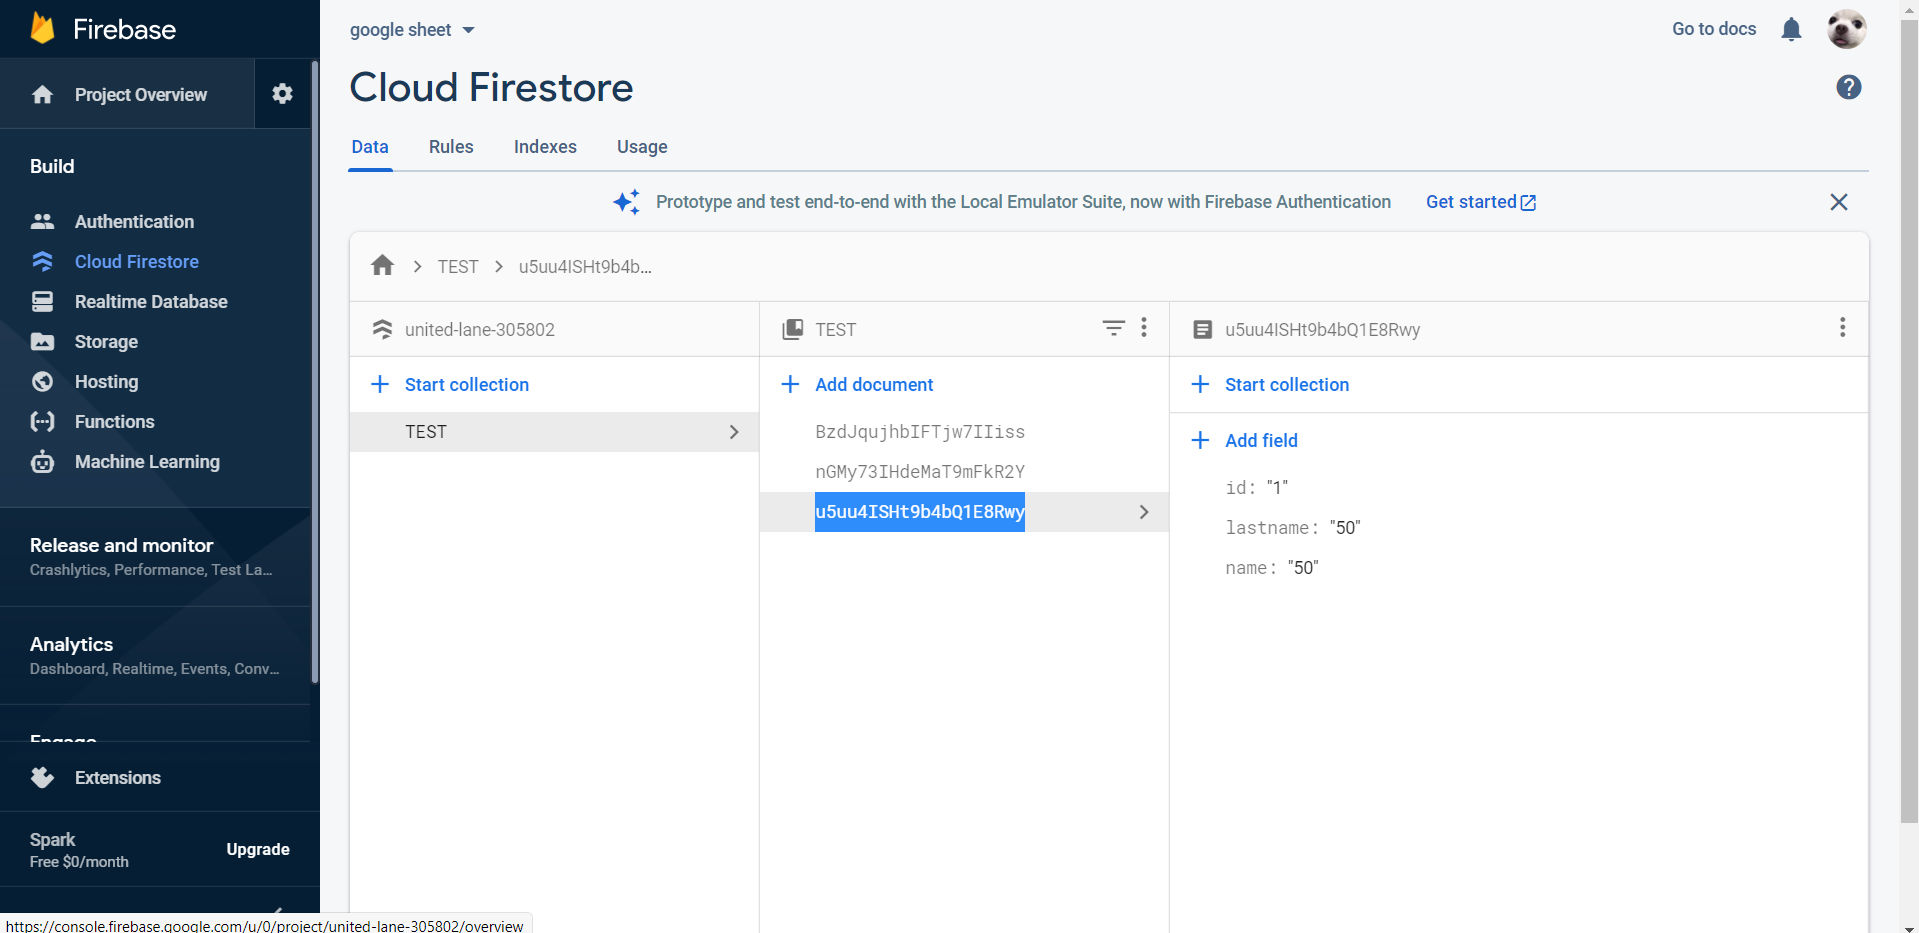 Firebase
Project Overview
Build
Authentication
Cloud Firestore
Realtime Database
Storage
Hosting
Functions
Machine Learning
Release and monitor
Crashlytics, Performance, Test La...
Analytics
Dashboard, Realtime, Events, Conv...
Engage
Extensions
Spark
Free $0/month
Upgrade
google sheet
Go to docs
Cloud Firestore
?
Data Rules Indexes Usage
Prototype and test end-to-end with the Local Emulator Suite, now with Firebase Authentication Get started
TEST u5uu4ISHt9b4b...
united-lane-305802
Start collection
TEST
TEST
Add document
BzdJqujhbIFTjw7IIiss
nGMy73IHdeMaT9mFkR2Y
u5uu4ISHt9b4bQ1E8Rwy
u5uu4ISHt9b4bQ1E8Rwy
Start collection
Add field
id: "1"
lastname: "50"
name: "50"
https://console.firebase.google.com/u/0/project/united-lane-305802/overview